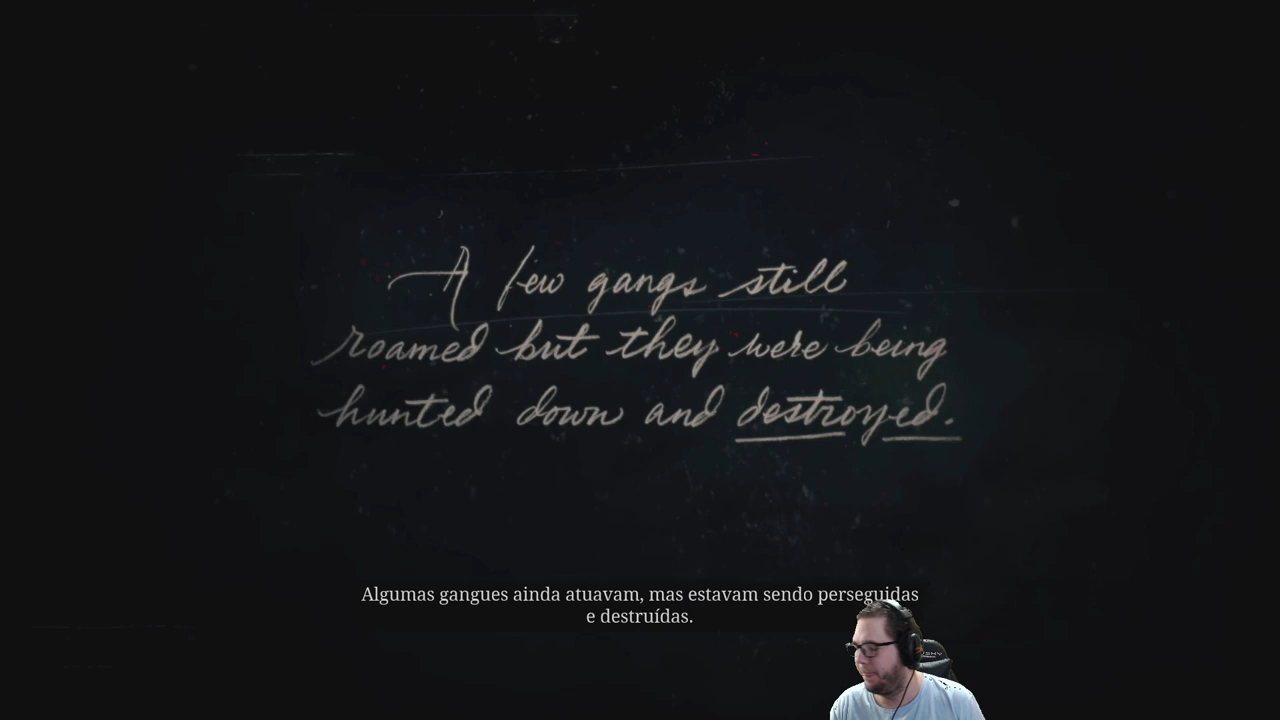 A few gangs still
roamed but they were being
hunted down and destroyed.
Algumas gangues ainda atuavam, mas estavam sendo perseguidas
e destruídas.